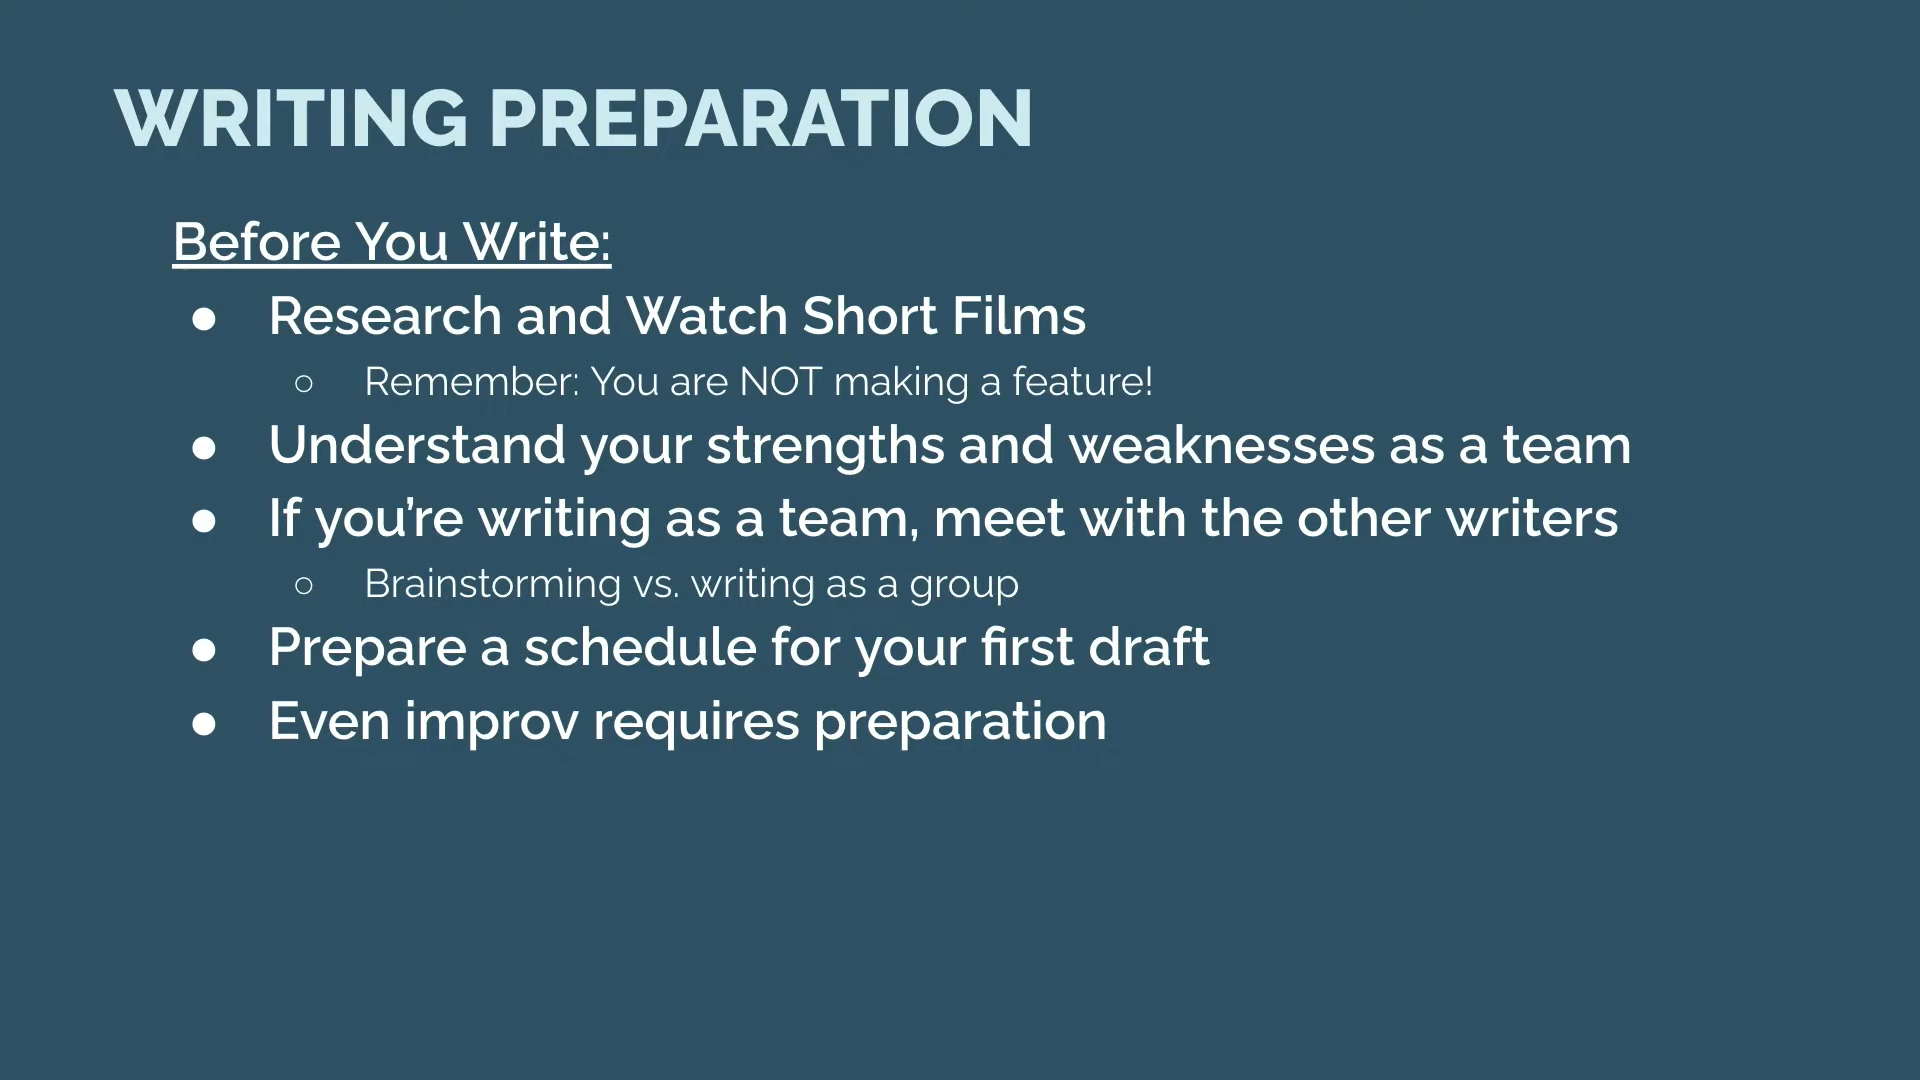 WRITING PREPARATION
Before You Write:
● Research and Watch Short Films
○ Remember: You are NOT making a feature!
● Understand your strengths and weaknesses as a team
● If you’re writing as a team, meet with the other writers
○ Brainstorming vs. writing as a group
● Prepare a schedule for your first draft
● Even improv requires preparation